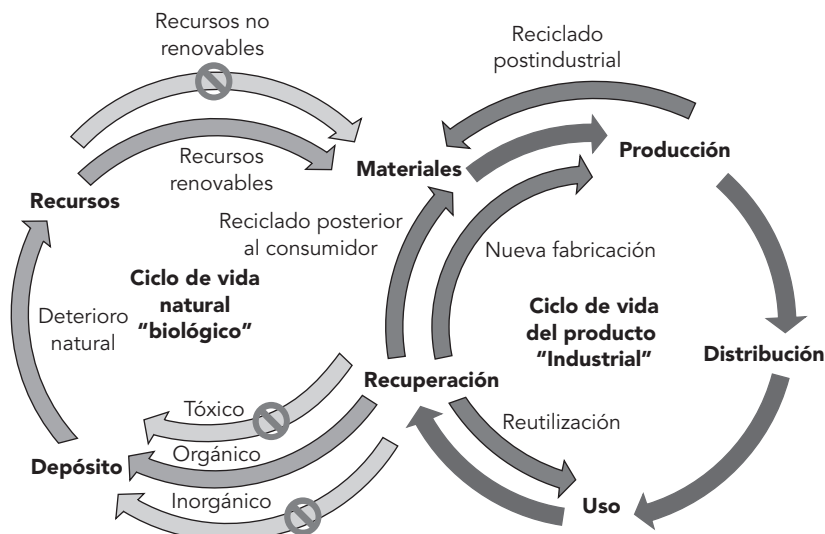 Recursos no
renovables
Reciclado
postindustrial
Recursos
renovables
Materiales
Producción
Recursos
Reciclado posterior
al consumidor
Nueva fabricación
Ciclo de vida
natural
"biológico"
Deterioro
natural
Ciclo de vida
del producto
"Industrial"
Distribución
Recuperación
Tóxico
Reutilización
Orgánico
Depósito
Inorgánico
Uso